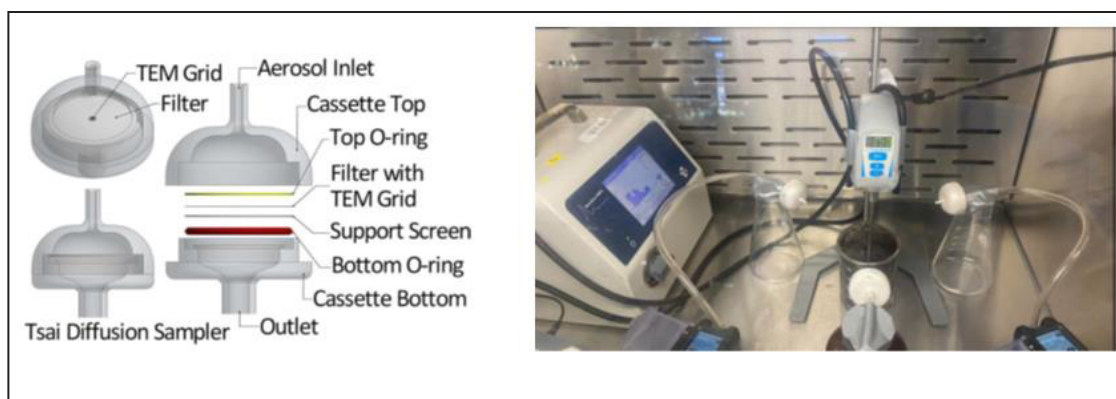 TEM Grid
Filter
Aerosol Inlet
Cassette Top
Top O-ring
Filter with
TEM Grid
Support Screen
Bottom O-ring
Cassette Bottom
Outlet
Tsai Diffusion Sampler